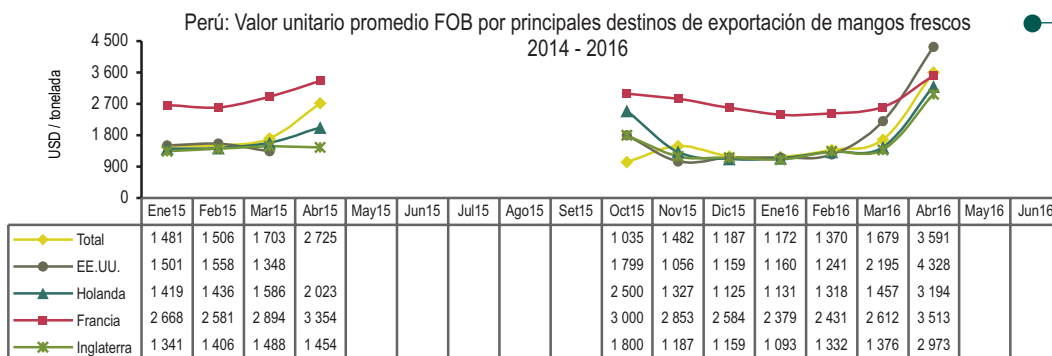 Perú: Valor unitario promedio FOB por principales destinos de exportación de mangos frescos
2014 - 2016
USD / tonelada
4 500
3 600
2 700
1 800
900
0
Ene15 Feb15 Mar15 Abr15 May15 Jun15 Jul15 Ago15 Set15 Oct15 Nov15 Dic15 Ene16 Feb16 Mar16 Abr16 May16 Jun16
Total 1 481 1 506 1 703 2 725 1 035 1 482 1 187 1 172 1 370 1 679 3 591
EE.UU. 1 501 1 558 1 348 1 799 1 056 1 159 1 160 1 241 2 195 4 328
Holanda 1 419 1 436 1 586 2 023 2 500 1 327 1 125 1 131 1 318 1 457 3 194
Francia 2 668 2 581 2 894 3 354 3 000 2 853 2 584 2 379 2 431 2 612 3 513
Inglaterra 1 341 1 406 1 488 1 454 1 800 1 187 1 159 1 093 1 332 1 376 2 973